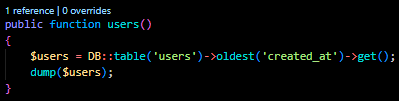 1 reference | 0 overrides
public function users()
{
    $users = DB::table('users')->oldest('created_at')->get();
    dump($users);
}